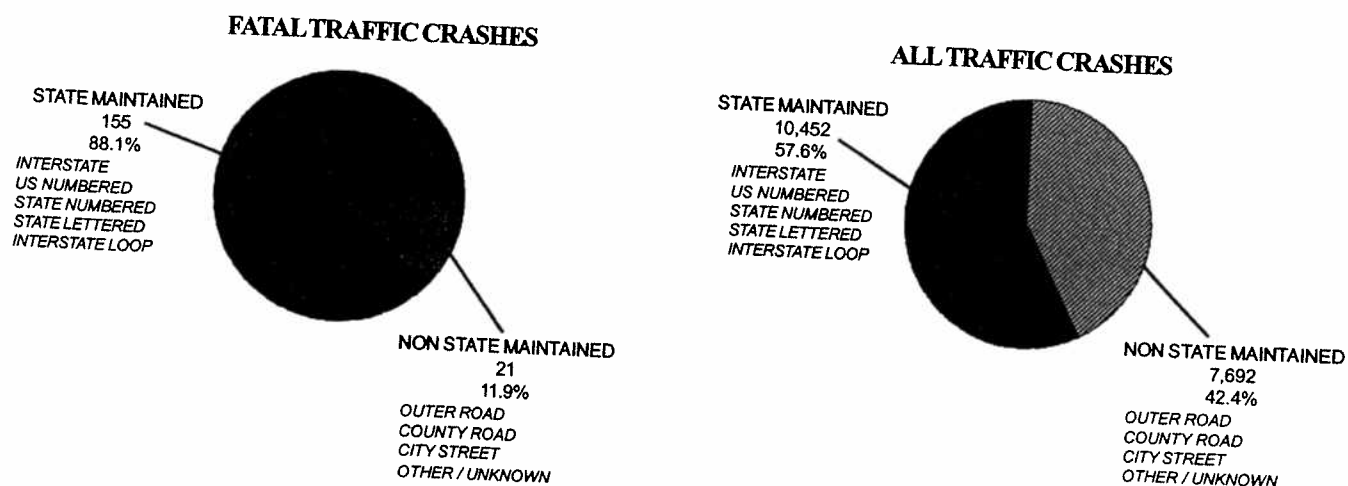 FATAL TRAFFIC CRASHES
STATE MAINTAINED
155
88.1%
INTERSTATE
US NUMBERED
STATE NUMBERED
STATE LETTERED
INTERSTATE LOOP
NON STATE MAINTAINED
21
11.9%
OUTER ROAD
COUNTY ROAD
CITY STREET
OTHER / UNKNOWN
ALL TRAFFIC CRASHES
STATE MAINTAINED
10,452
57.6%
INTERSTATE
US NUMBERED
STATE NUMBERED
STATE LETTERED
INTERSTATE LOOP
NON STATE MAINTAINED
7,692
42.4%
OUTER ROAD
COUNTY ROAD
CITY STREET
OTHER / UNKNOWN